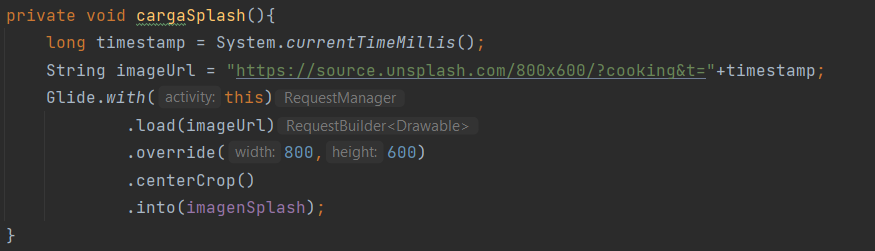 private void cargaSplash(){
long timestamp = System.currentTimeMillis();
String imageUrl = "https://source.unsplash.com/800x600/?cooking&t="+timestamp;
Glide.with( activity: this) RequestManager
.load(imageUrl) RequestBuilder<Drawable>
.override( width: 800, height: 600)
.centerCrop()
.into(imagenSplash);
}